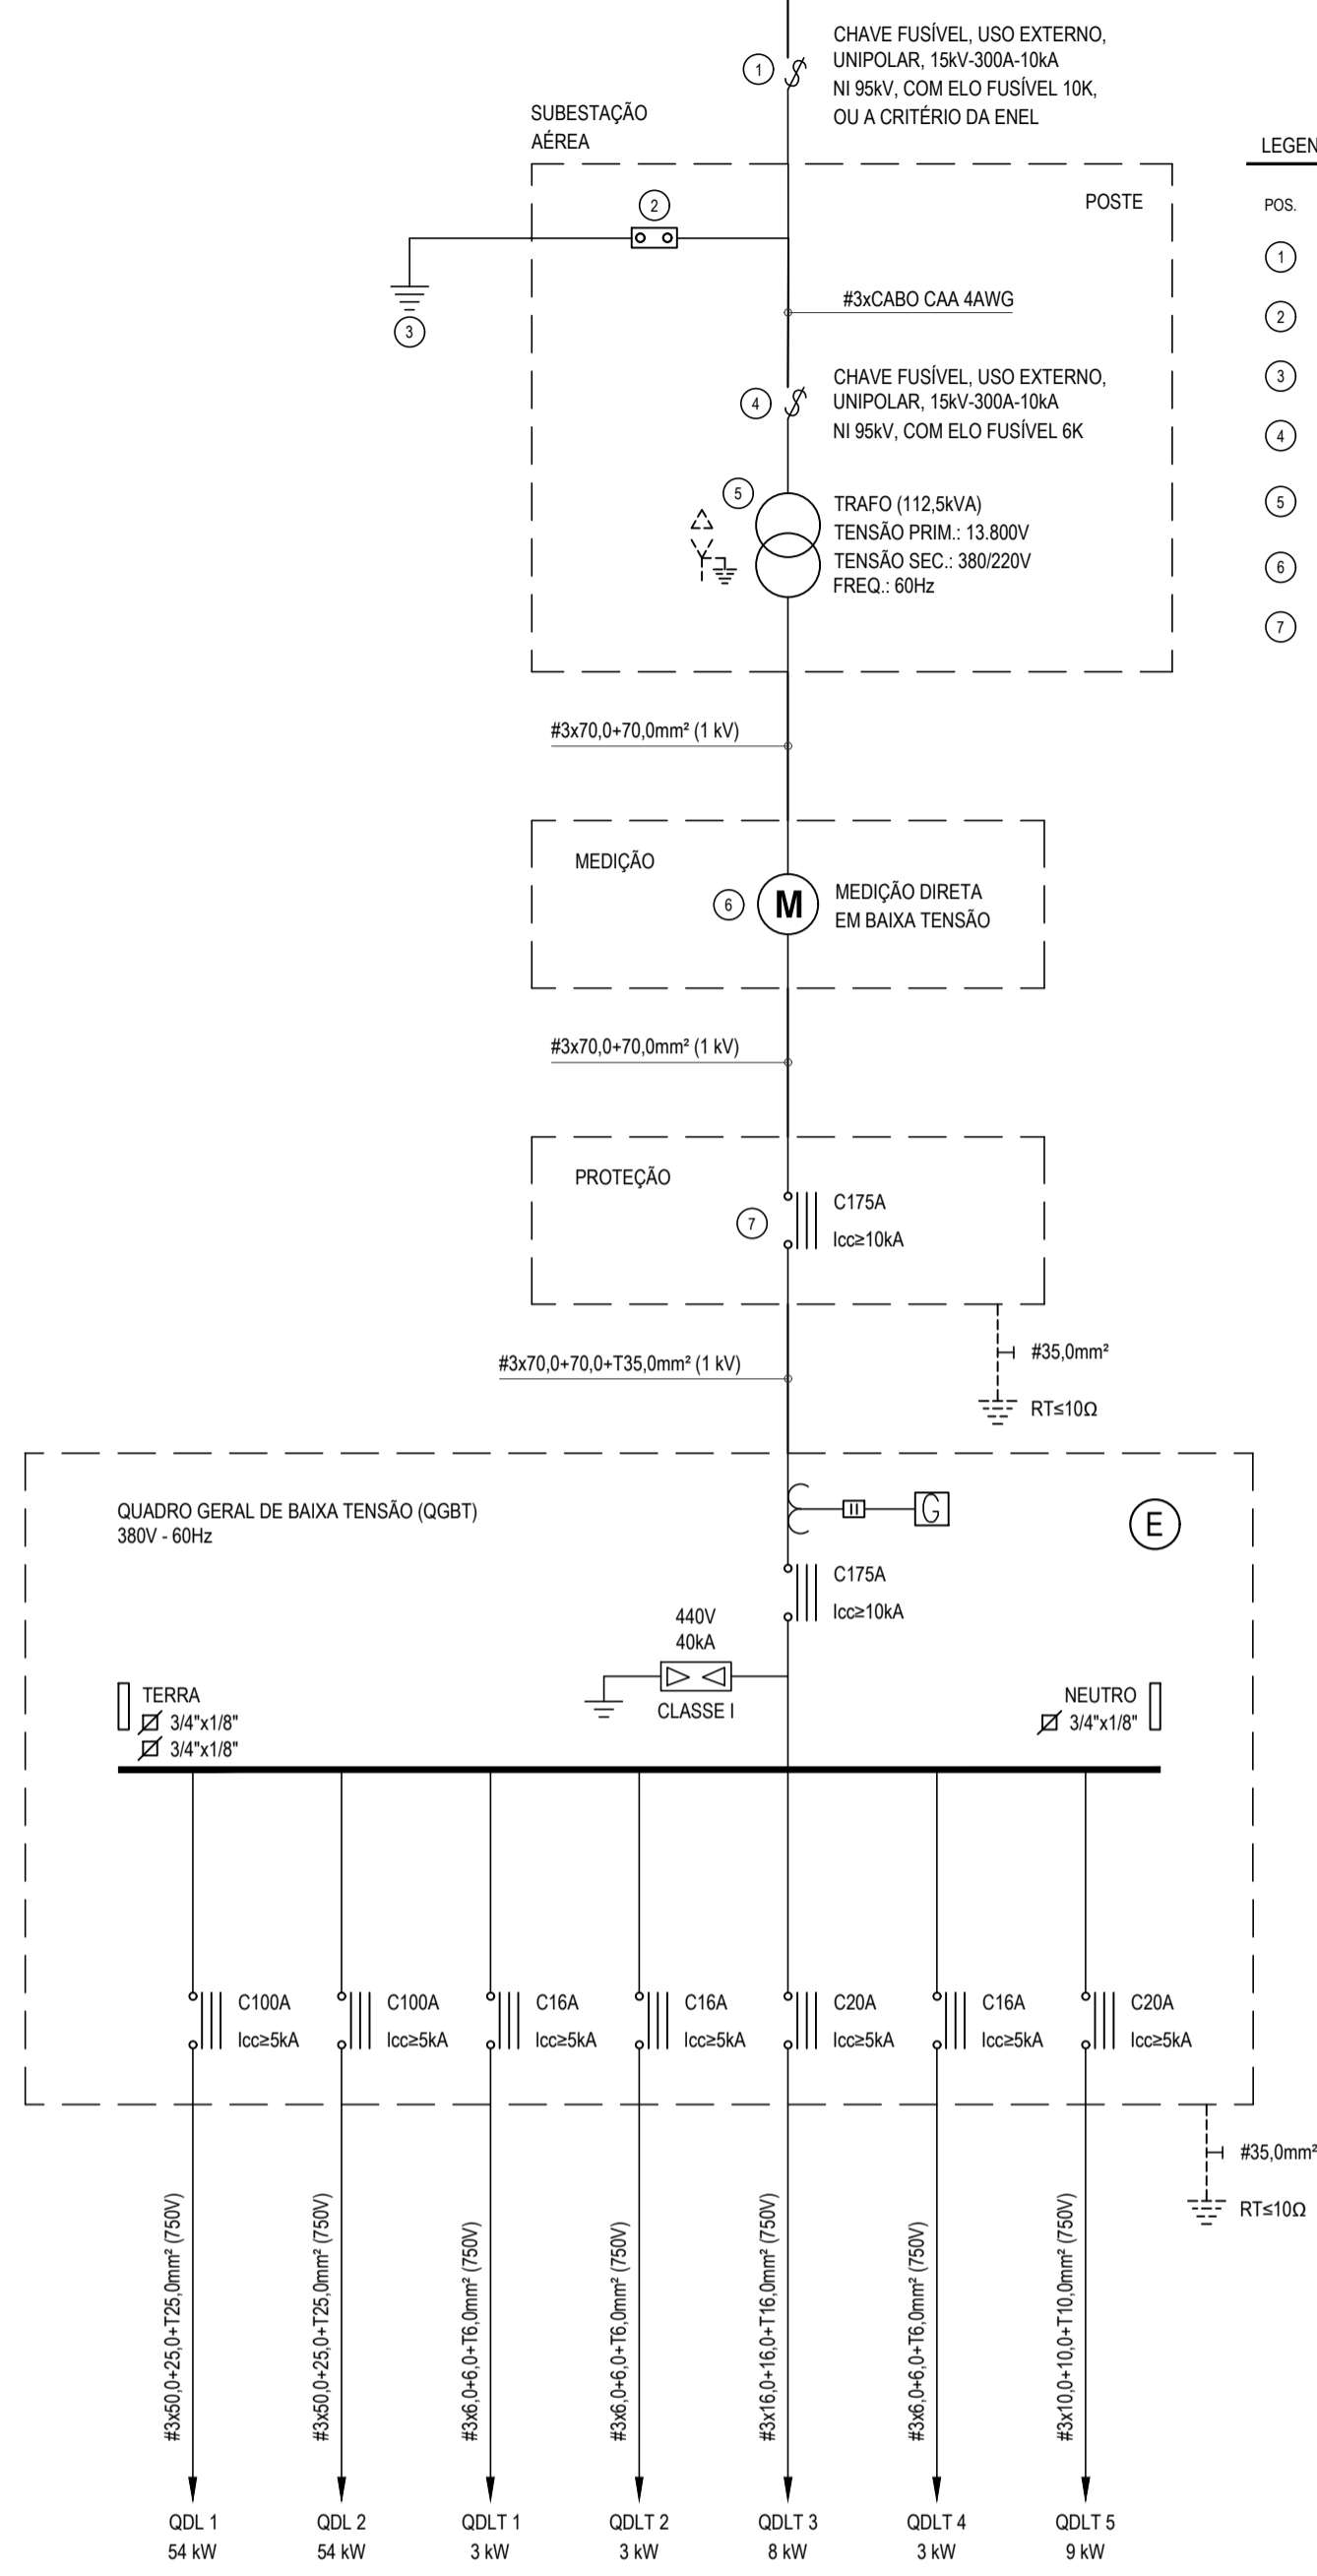 CHAVE FUSÍVEL, USO EXTERNO,
UNIPOLAR, 15kV-300A-10kA
NI 95kV, COM ELO FUSÍVEL 10K,
OU A CRITÉRIO DA ENEL
1
SUBESTAÇÃO
AÉREA
LEGEN
POSTE
POS.
1
2
3
4
5
6
7
2
3
#3xCABO CAA 4AWG
CHAVE FUSÍVEL, USO EXTERNO,
UNIPOLAR, 15kV-300A-10kA
NI 95kV, COM ELO FUSÍVEL 6K
4
5
TRAFO (112,5kVA)
TENSÃO PRIM.: 13.800V
TENSÃO SEC.: 380/220V
FREQ.: 60Hz
#3x70,0+70,0mm² (1 kV)
MEDIÇÃO
6
M
MEDIÇÃO DIRETA
EM BAIXA TENSÃO
#3x70,0+70,0mm² (1 kV)
PROTEÇÃO
7
C175A
Icc≥10kA
#3x70,0+70,0+T35,0mm² (1 kV)
#35,0mm²
RT≤10Ω
QUADRO GERAL DE BAIXA TENSÃO (QGBT)
380V - 60Hz
G
E
C175A
Icc≥10kA
440V
40kA
CLASSE I
TERRA
3/4"x1/8"
3/4"x1/8"
NEUTRO
3/4"x1/8"
C100A
Icc≥5kA
C100A
Icc≥5kA
C16A
Icc≥5kA
C16A
Icc≥5kA
C20A
Icc≥5kA
C16A
Icc≥5kA
C20A
Icc≥5kA
#35,0mm²
RT≤10Ω
#3x50,0+25,0+T25,0mm² (750V)
#3x50,0+25,0+T25,0mm² (750V)
#3x6,0+6,0+T6,0mm² (750V)
#3x6,0+6,0+T6,0mm² (750V)
#3x16,0+16,0+T16,0mm² (750V)
#3x6,0+6,0+T6,0mm² (750V)
#3x10,0+10,0+T10,0mm² (750V)
QDL 1
54 kW
QDL 2
54 kW
QDLT 1
3 kW
QDLT 2
3 kW
QDLT 3
8 kW
QDLT 4
3 kW
QDLT 5
9 kW